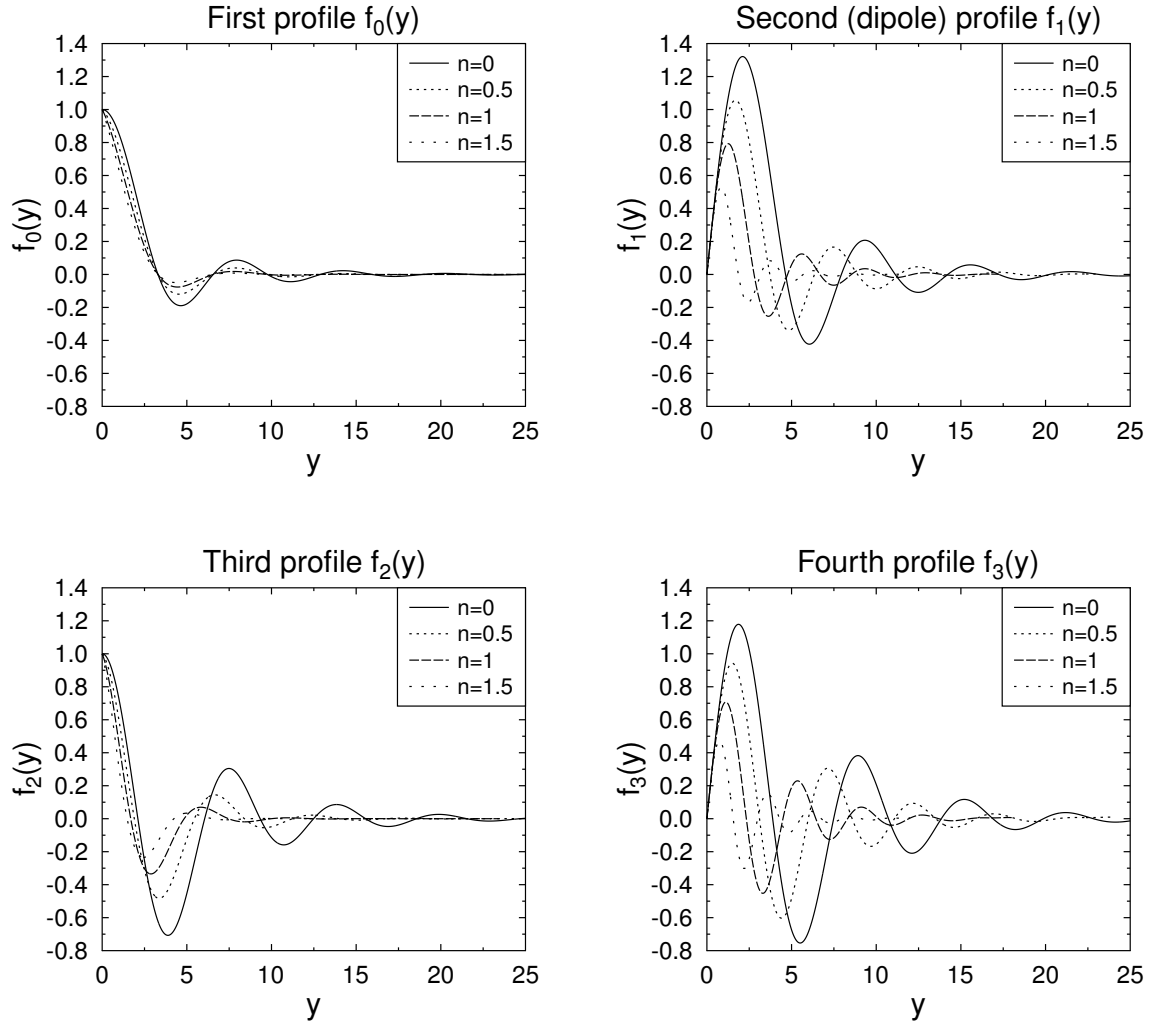 First profile f₀(y)
1.4
1.2
1.0
0.8
0.6
0.4
0.2
0.0
-0.2
-0.4
-0.6
-0.8
f₀(y)
n=0
n=0.5
n=1
n=1.5
0 5 10 15 20 25
y
Second (dipole) profile f₁(y)
1.4
1.2
1.0
0.8
0.6
0.4
0.2
0.0
-0.2
-0.4
-0.6
-0.8
f₁(y)
n=0
n=0.5
n=1
n=1.5
0 5 10 15 20 25
y
Third profile f₂(y)
1.4
1.2
1.0
0.8
0.6
0.4
0.2
0.0
-0.2
-0.4
-0.6
-0.8
f₂(y)
n=0
n=0.5
n=1
n=1.5
0 5 10 15 20 25
y
Fourth profile f₃(y)
1.4
1.2
1.0
0.8
0.6
0.4
0.2
0.0
-0.2
-0.4
-0.6
-0.8
f₃(y)
n=0
n=0.5
n=1
n=1.5
0 5 10 15 20 25
y